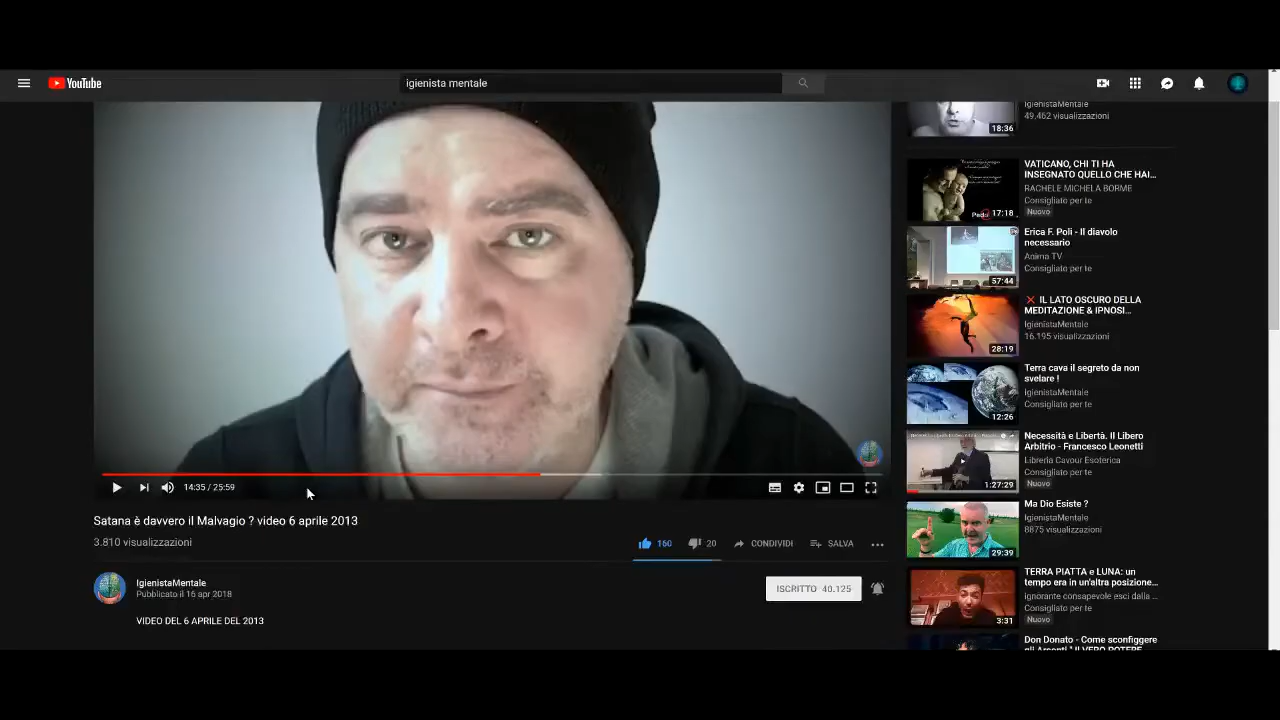 YouTube
igienista mentale
IgienistaMentale
49.462 visualizzazioni
18:36
VATICANO, CHI TI HA
INSEGNATO QUELLO CHE HAI...
RACHELE MICHELA BORME
Consigliato per te
Nuovo
17:18
Erica F. Poli - Il diavolo
necessario
Anima TV
Consigliato per te
57:44
❌ IL LATO OSCURO DELLA
MEDITAZIONE & IPNOSI...
IgienistaMentale
16.195 visualizzazioni
28:19
Terra cava il segreto da non
svelare !
IgienistaMentale
Consigliato per te
12:26
Necessità e Libertà. Il Libero
Arbitrio - Francesco Leonetti
Libreria Cavour Esoterica
Consigliato per te
Nuovo
1:27:29
Ma Dio Esiste ?
IgienistaMentale
8875 visualizzazioni
29:39
TERRA PIATTA e LUNA: un
tempo era in un'altra posizione...
ignorante consapevole esci dalla ...
Consigliato per te
Nuovo
3:31
Don Donato - Come sconfiggere
14:35 / 25:59
Satana è davvero il Malvagio ? video 6 aprile 2013
3.810 visualizzazioni
160
20
CONDIVIDI
SALVA
IgienistaMentale
Pubblicato il 16 apr 2018
ISCRITTO 40.125
VIDEO DEL 6 APRILE DEL 2013